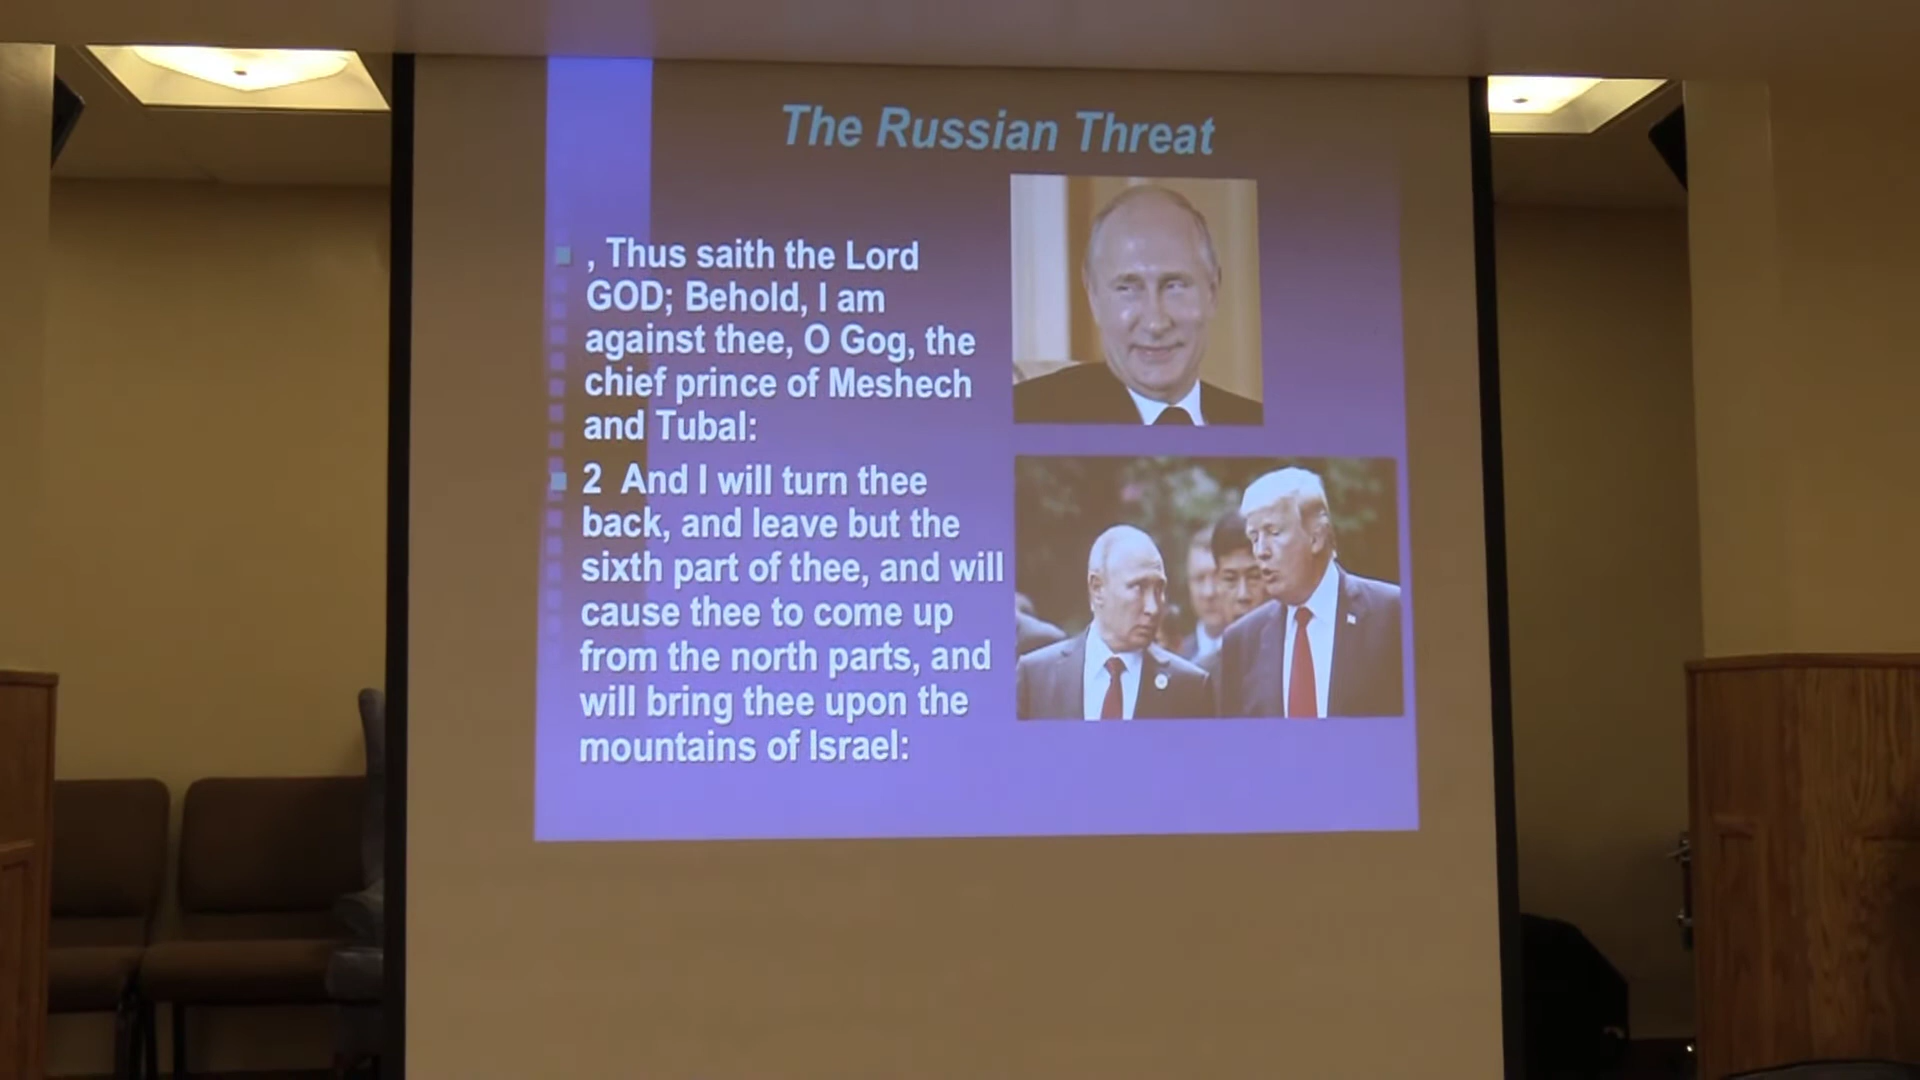 The Russian Threat
, Thus saith the Lord
GOD; Behold, I am
against thee, O Gog, the
chief prince of Meshech
and Tubal:
2 And I will turn thee
back, and leave but the
sixth part of thee, and will
cause thee to come up
from the north parts, and
will bring thee upon the
mountains of Israel: